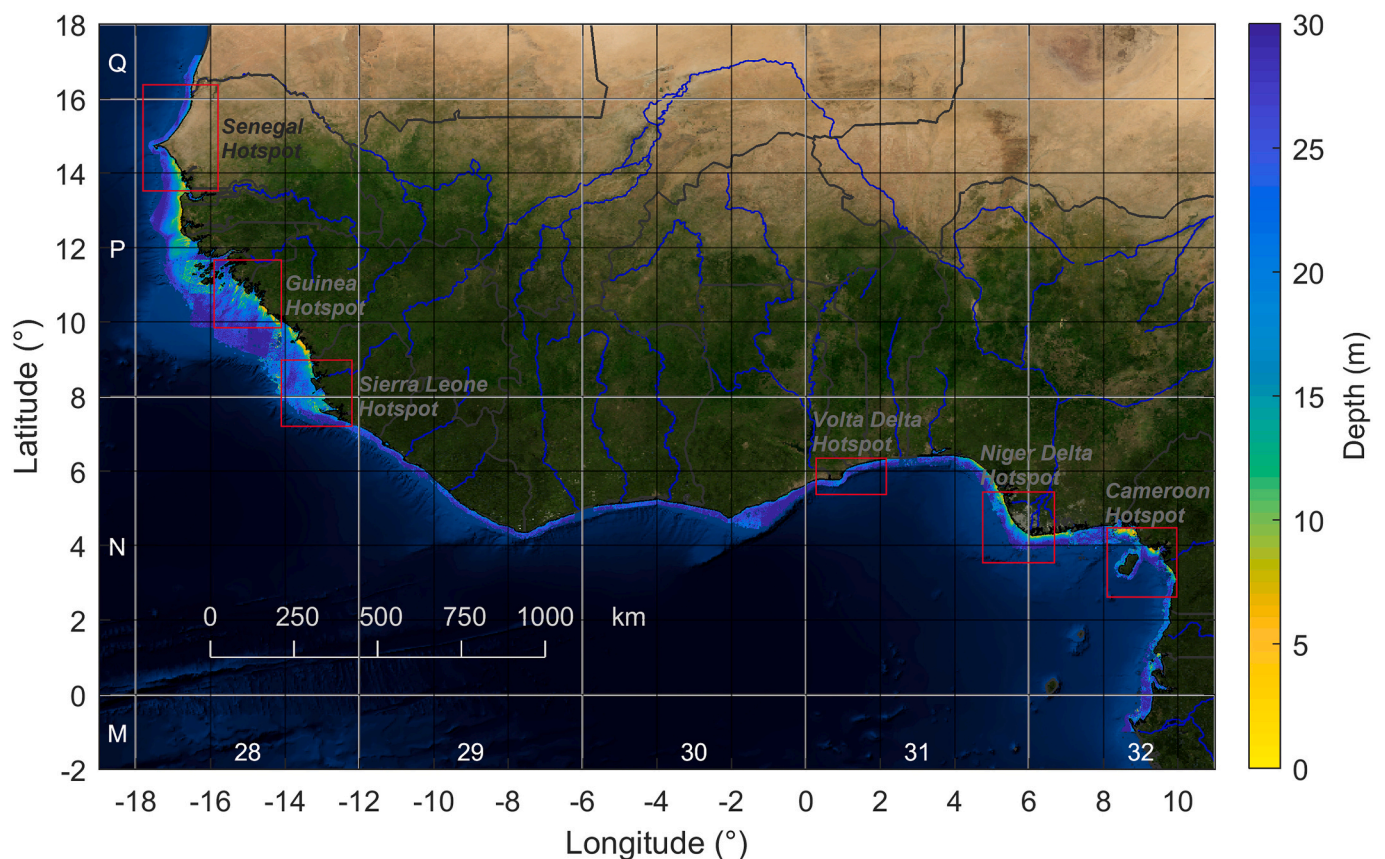 18
16
14
12
10
8
6
4
2
0
-2
Latitude (°)
Q
P
N
M
Senegal
Hotspot
Guinea
Hotspot
Sierra Leone
Hotspot
Volta Delta
Hotspot
Niger Delta
Hotspot
Cameroon
Hotspot
0 250 500 750 1000 km
28 29 30 31 32
-18 -16 -14 -12 -10 -8 -6 -4 -2 0 2 4 6 8 10
Longitude (°)
30
25
20
15
10
5
0
Depth (m)